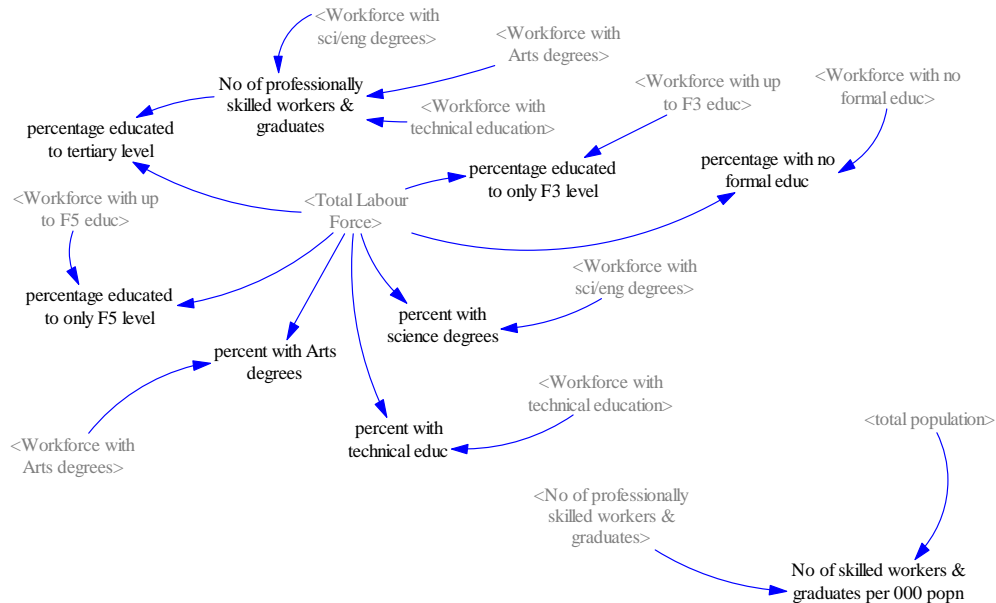 <Workforce with
sci/eng degrees>
<Workforce with
Arts degrees>
No of professionally
skilled workers &
graduates
<Workforce with up
to F3 educ>
<Workforce with no
formal educ>
<Workforce with
technical education>
percentage educated
to tertiary level
percentage educated
to only F3 level
percentage with no
formal educ
<Workforce with up
to F5 educ>
<Total Labour
Force>
<Workforce with
sci/eng degrees>
percentage educated
to only F5 level
percent with
science degrees
percent with Arts
degrees
<Workforce with
technical education>
<total population>
percent with
technical educ
<Workforce with
Arts degrees>
<No of professionally
skilled workers &
graduates>
No of skilled workers &
graduates per 000 popn